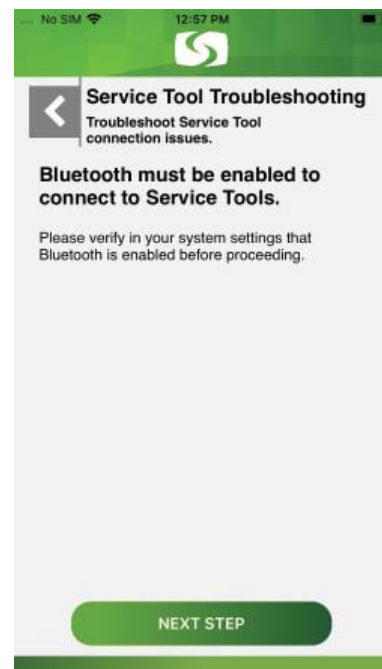 No SIM 12:57 PM
Service Tool Troubleshooting
Troubleshoot Service Tool
connection issues.
Bluetooth must be enabled to
connect to Service Tools.
Please verify in your system settings that
Bluetooth is enabled before proceeding.
NEXT STEP